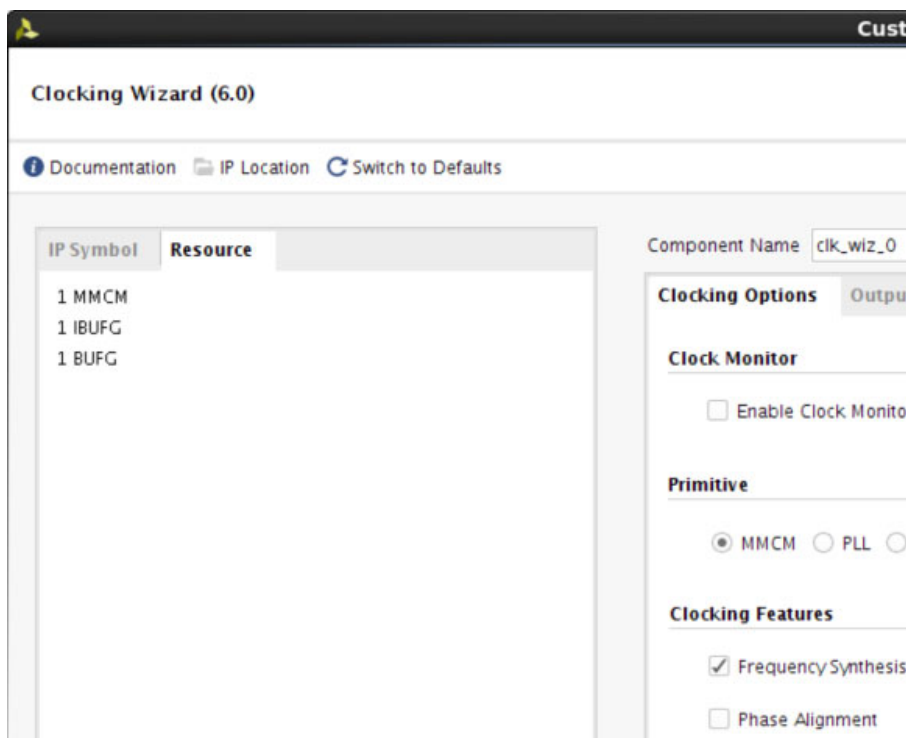 Cust
Clocking Wizard (6.0)
Documentation IP Location Switch to Defaults
IP Symbol Resource
1 MMCM
1 IBUFG
1 BUFG
Component Name clk_wiz_0
Clocking Options Outpu
Clock Monitor
Enable Clock Monito
Primitive
MMCM PLL
Clocking Features
Frequency Synthesis
Phase Alignment